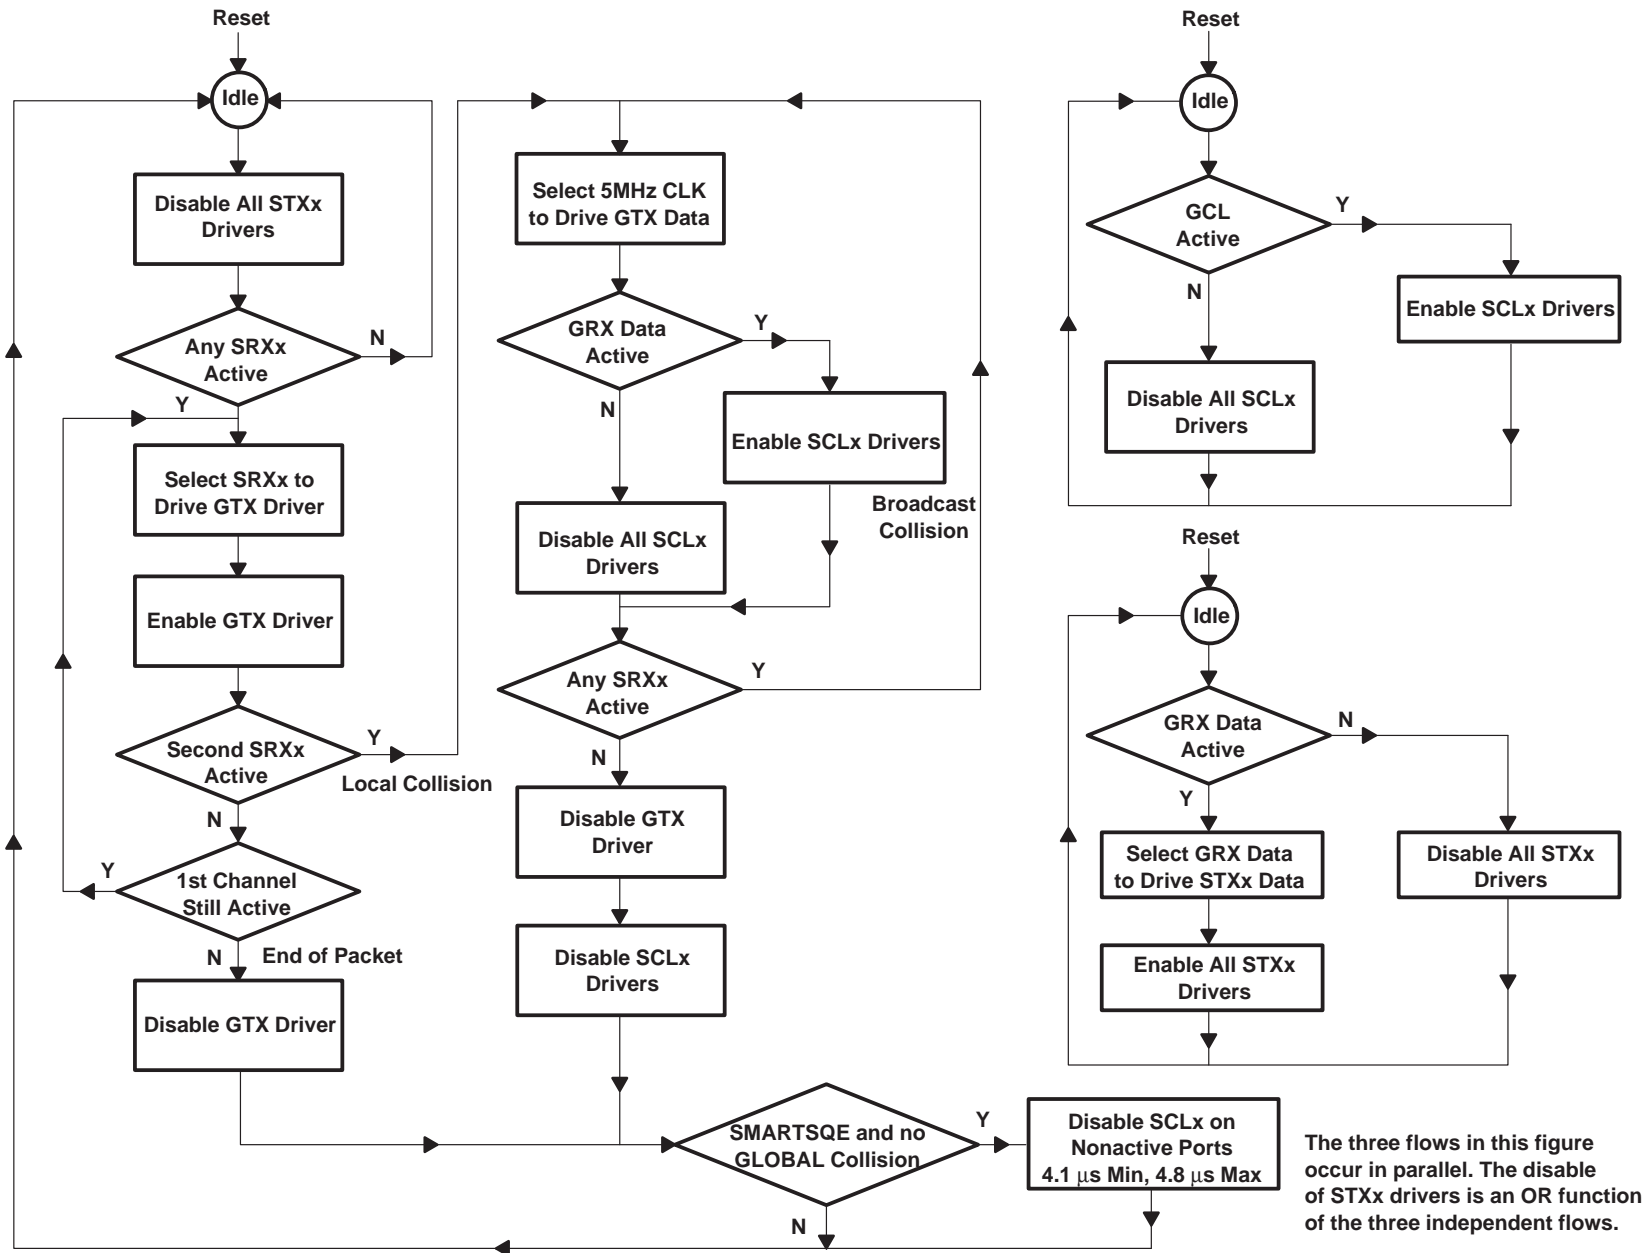 Reset
Idle
Disable All STXx
Drivers
Any SRXx
Active
N
Y
Select SRXx to
Drive GTX Driver
Enable GTX Driver
Second SRXx
Active
Y
Local Collision
N
1st Channel
Still Active
Y
N
End of Packet
Disable GTX Driver
Select 5MHz CLK
to Drive GTX Data
GRX Data
Active
Y
N
Enable SCLx Drivers
Broadcast
Collision
Disable All SCLx
Drivers
Any SRXx
Active
Y
N
Disable GTX
Driver
Disable SCLx
Drivers
SMARTSQE and no
GLOBAL Collision
Y
N
Disable SCLx on
Nonactive Ports
4.1 μs Min, 4.8 μs Max
Reset
Idle
GCL
Active
Y
N
Enable SCLx Drivers
Disable All SCLx
Drivers
Reset
Idle
GRX Data
Active
N
Y
Select GRX Data
to Drive STXx Data
Disable All STXx
Drivers
Enable All STXx
Drivers
The three flows in this figure
occur in parallel. The disable
of STXx drivers is an OR function
of the three independent flows.